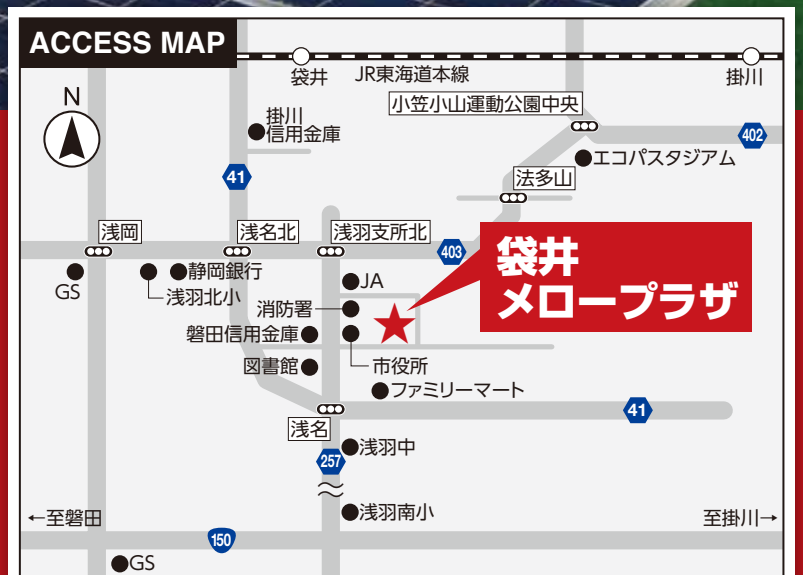 ACCESS MAP
N
袋井
JR東海道本線
掛川
小笠小山運動公園中央
掛川
信用金庫
402
エコパスタジアム
41
法多山
浅岡
浅名北
浅羽支所北
403
袋井
メロープラザ
GS
静岡銀行
浅羽北小
JA
消防署
磐田信用金庫
市役所
図書館
ファミリーマート
41
浅名
浅羽中
257
←至磐田
浅羽南小
至掛川→
150
GS